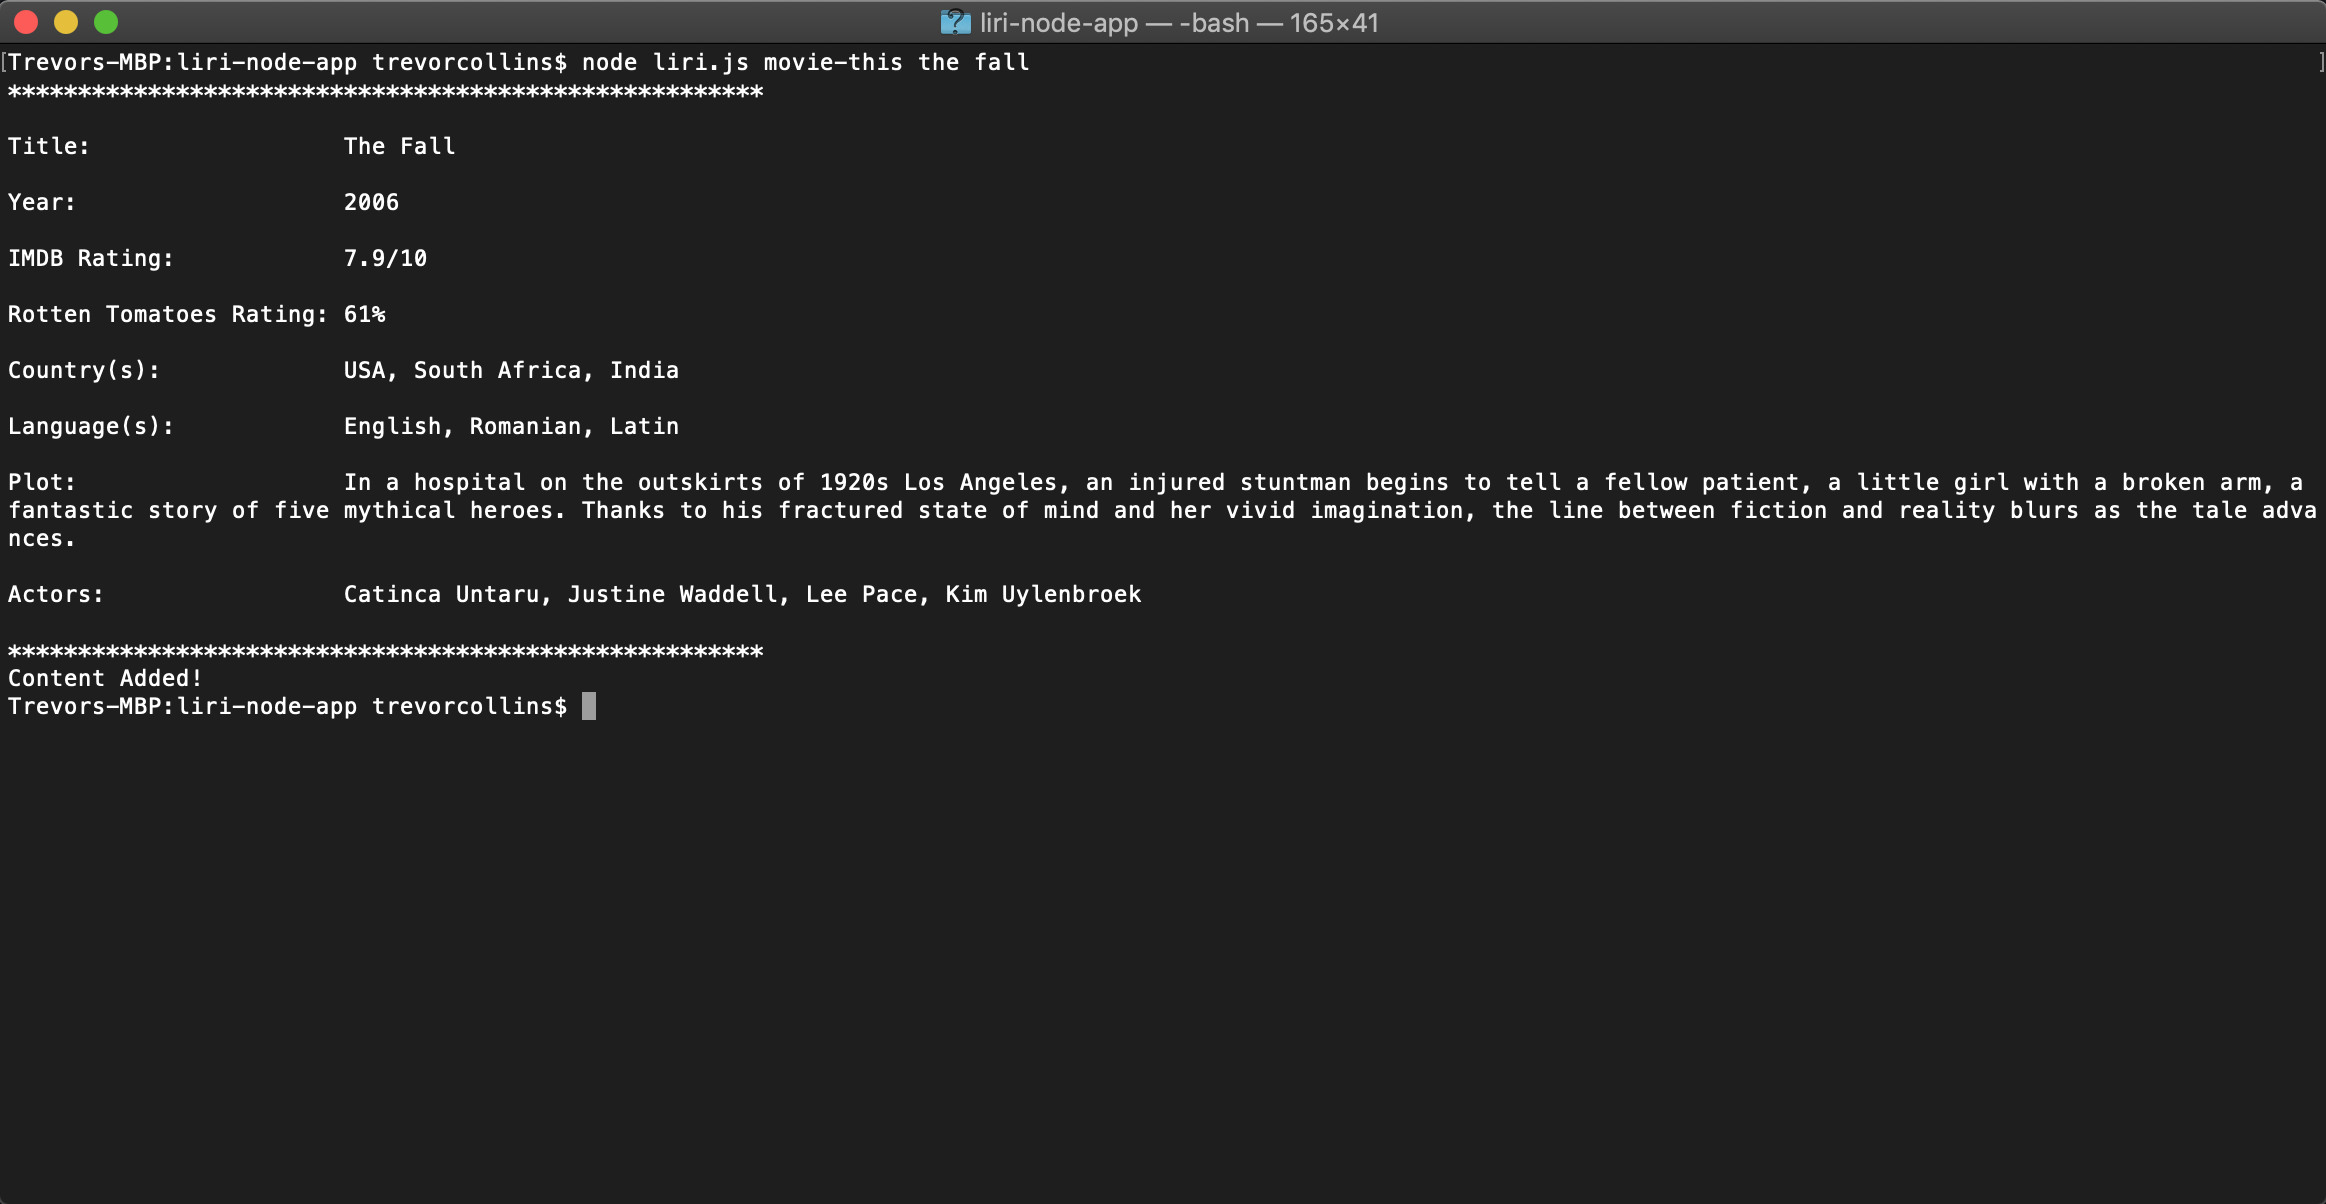 liri-node-app — -bash — 165×41
[Trevors-MBP:liri-node-app trevorcollins$ node liri.js movie-this the fall ]
******************************************************
Title: The Fall
Year: 2006
IMDB Rating: 7.9/10
Rotten Tomatoes Rating: 61%
Country(s): USA, South Africa, India
Language(s): English, Romanian, Latin
Plot: In a hospital on the outskirts of 1920s Los Angeles, an injured stuntman begins to tell a fellow patient, a little girl with a broken arm, a
fantastic story of five mythical heroes. Thanks to his fractured state of mind and her vivid imagination, the line between fiction and reality blurs as the tale adva
nces.
Actors: Catinca Untaru, Justine Waddell, Lee Pace, Kim Uylenbroek
******************************************************
Content Added!
Trevors-MBP:liri-node-app trevorcollins$